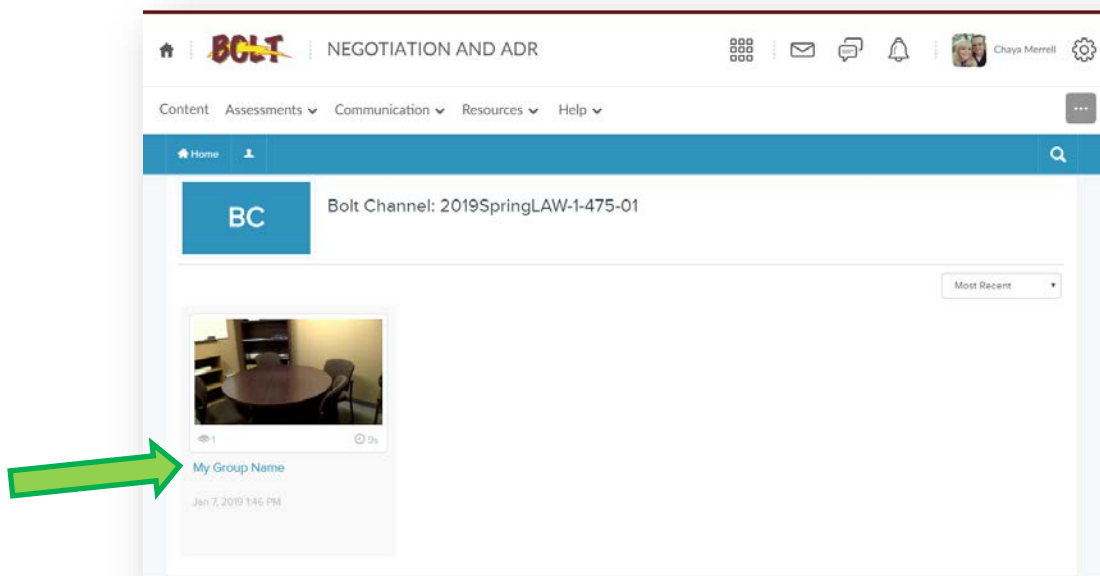 BOLT NEGOTIATION AND ADR Chaya Merrell
Content Assessments Communication Resources Help ...
Home
BC Bolt Channel: 2019SpringLAW-1-475-01
Most Recent
1 9s
My Group Name
Jan 7, 2019 1:46 PM